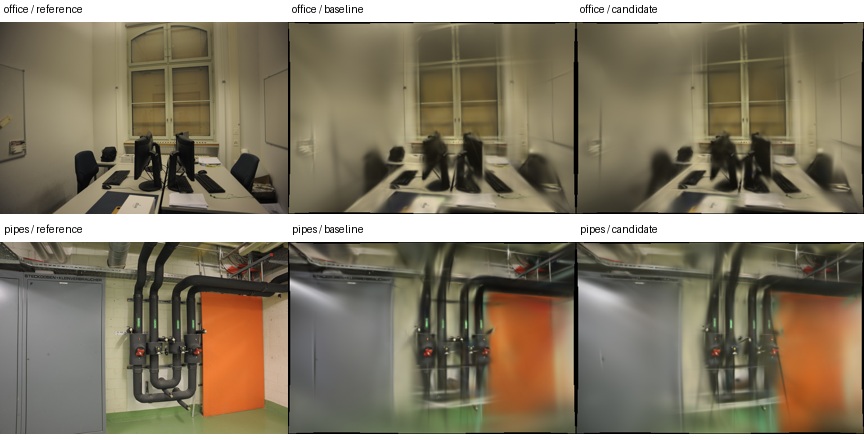 office / reference
office / baseline
office / candidate
pipes / reference
pipes / baseline
pipes / candidate